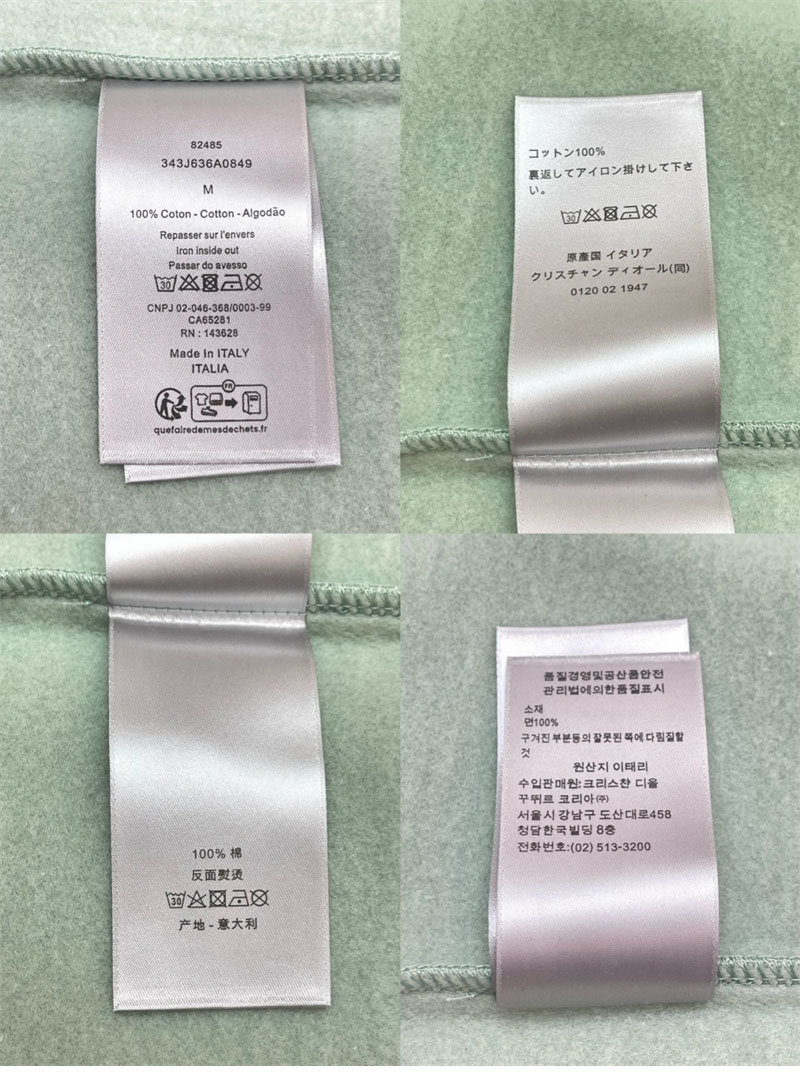 82485
343J636A0849
M
100% Coton - Cotton - Algodão
Repasser sur l'envers
Iron inside out
Passar do avesso
30
CNPJ 02-046-368/0003-99
CA65281
RN : 143628
Made In ITALY
ITALIA
FR
quefairedemesdechets.fr
コットン100%
裏返してアイロン掛けして下さ
い。
30
原産国 イタリア
クリスチャン ディオール(同)
0120 02 1947
100% 棉
反面熨烫
30
产地 - 意大利
품질경영및공산품안전
관리법에의한품질표시
소재
면100%
구겨진 부분등의 잘못된 쪽에 다림질할
것
원산지 이태리
수입판매원: 크리스챤 디올
꾸뛰르 코리아㈜
서울시 강남구 도산대로458
청담한국빌딩 8층
전화번호:(02) 513-3200